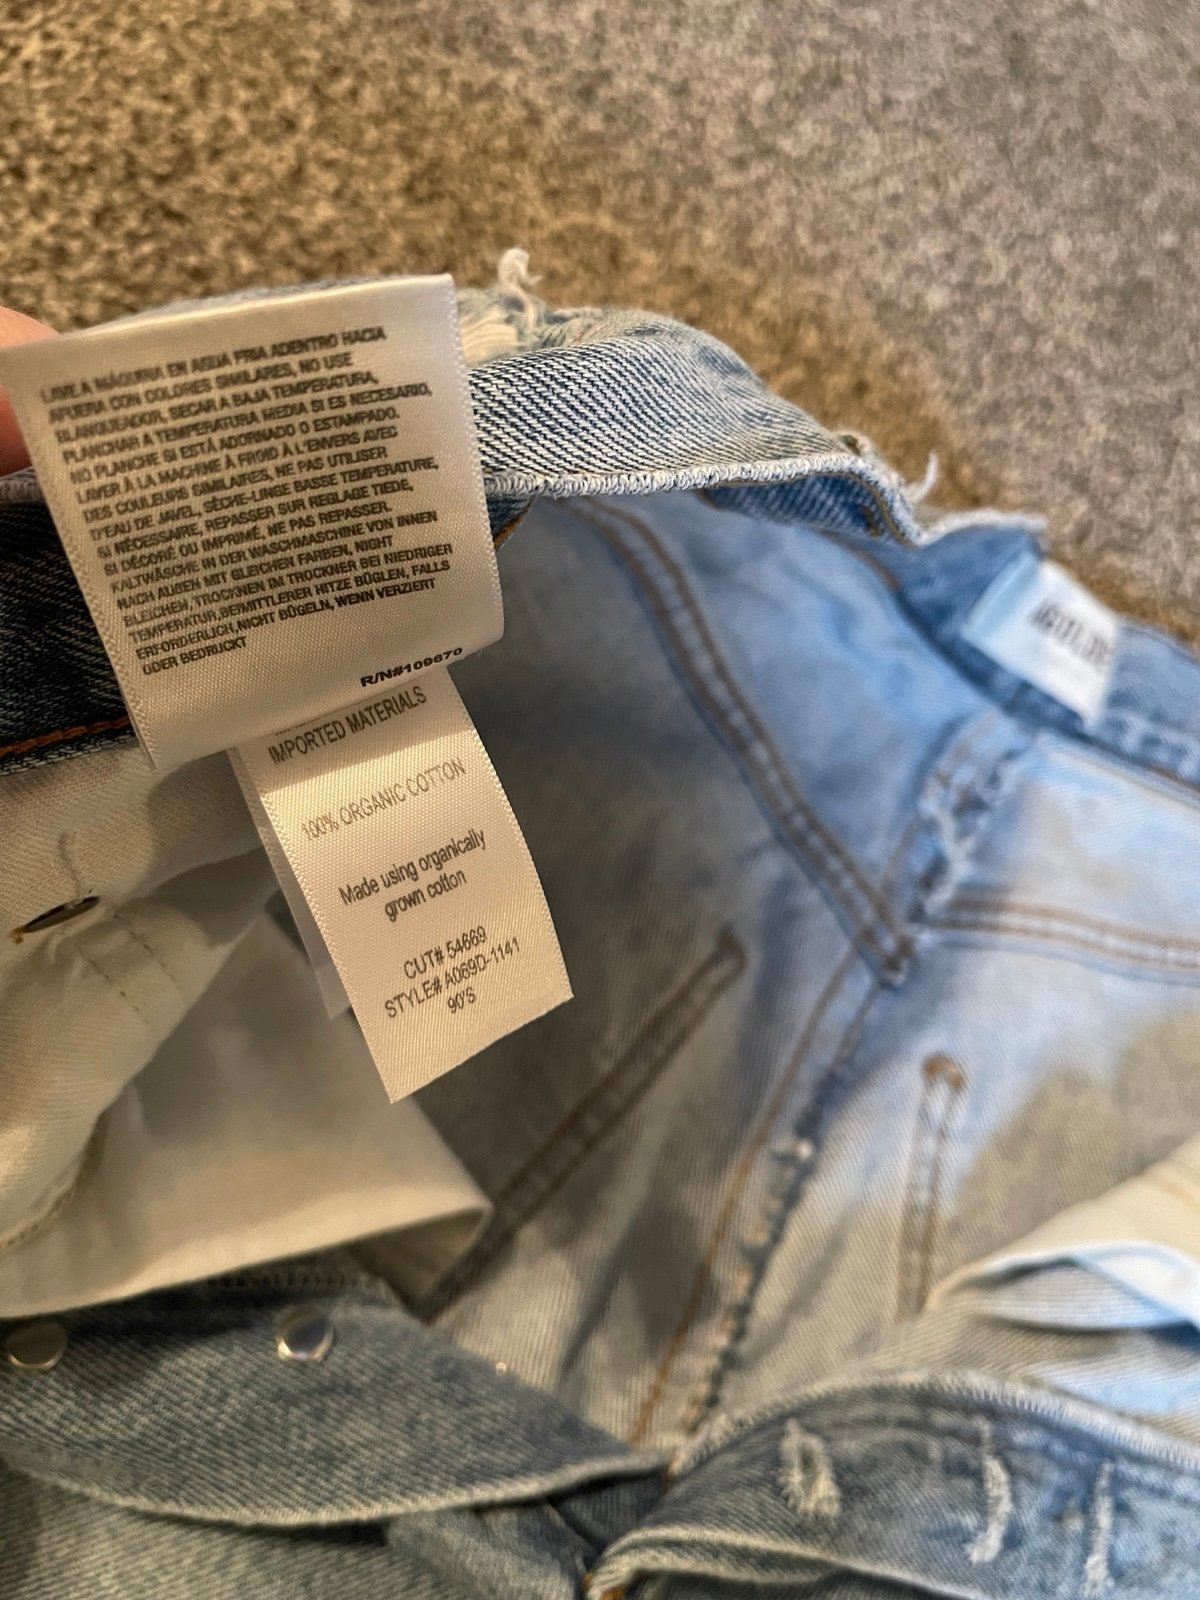 LAVE A MÁQUINA EN AGUA FRIA ADENTRO HACIA
AFUERA CON COLORES SIMILARES, NO USE
BLANQUEADOR, SECAR A BAJA TEMPERATURA,
PLANCHAR A TEMPERATURA MEDIA SI ES NECESARIO,
NO PLANCHE SI ESTÁ ADORNADO O ESTAMPADO.
LAVER À LA MACHINE À FROID À L'ENVERS AVEC
DES COULEURS SIMILAIRES, NE PAS UTILISER
D'EAU DE JAVEL, SÈCHE-LINGE BASSE TEMPERATURE,
SI NÉCESSAIRE, REPASSER SUR REGLAGE TIEDE,
SI DÉCORÉ OU IMPRIMÉ, NE PAS REPASSER.
KALTWÄSCHE IN DER WASCHMASCHINE VON INNEN
NACH AUßEN MIT GLEICHEN FARBEN, NIGHT
BLEICHEN, TROCKNEN IM TROCKNER BEI NIEDRIGER
TEMPERATUR,BEI MITTLERER HITZE BÜGLEN, FALLS
ERFORDERLICH,NICHT BÜGELN, WENN VERZIERT
ODER BEDRUCKT
R/N#109670
IMPORTED MATERIALS
100% ORGANIC COTTON
Made using organically
grown cotton
CUT# 54669
STYLE# A069D-1141
90'S